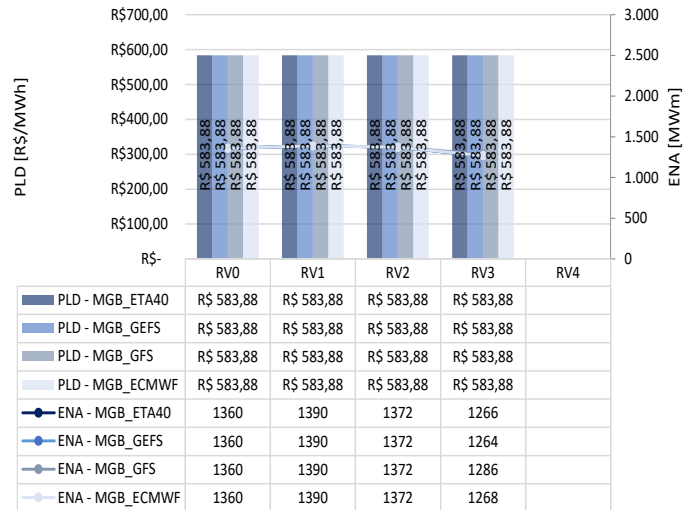 R$700,00
R$600,00
R$500,00
R$400,00
R$300,00
R$200,00
R$100,00
R$-
PLD [R$/MWh]
R$ 583,88 R$ 583,88 R$ 583,88 R$ 583,88
R$ 583,88 R$ 583,88 R$ 583,88 R$ 583,88
R$ 583,88 R$ 583,88 R$ 583,88 R$ 583,88
R$ 583,88 R$ 583,88 R$ 583,88 R$ 583,88
3.000
2.500
2.000
1.500
1.000
500
0
ENA [MWm]
RV0 RV1 RV2 RV3 RV4
PLD - MGB_ETA40 R$ 583,88 R$ 583,88 R$ 583,88 R$ 583,88
PLD - MGB_GEFS R$ 583,88 R$ 583,88 R$ 583,88 R$ 583,88
PLD - MGB_GFS R$ 583,88 R$ 583,88 R$ 583,88 R$ 583,88
PLD - MGB_ECMWF R$ 583,88 R$ 583,88 R$ 583,88 R$ 583,88
ENA - MGB_ETA40 1360 1390 1372 1266
ENA - MGB_GEFS 1360 1390 1372 1264
ENA - MGB_GFS 1360 1390 1372 1286
ENA - MGB_ECMWF 1360 1390 1372 1268